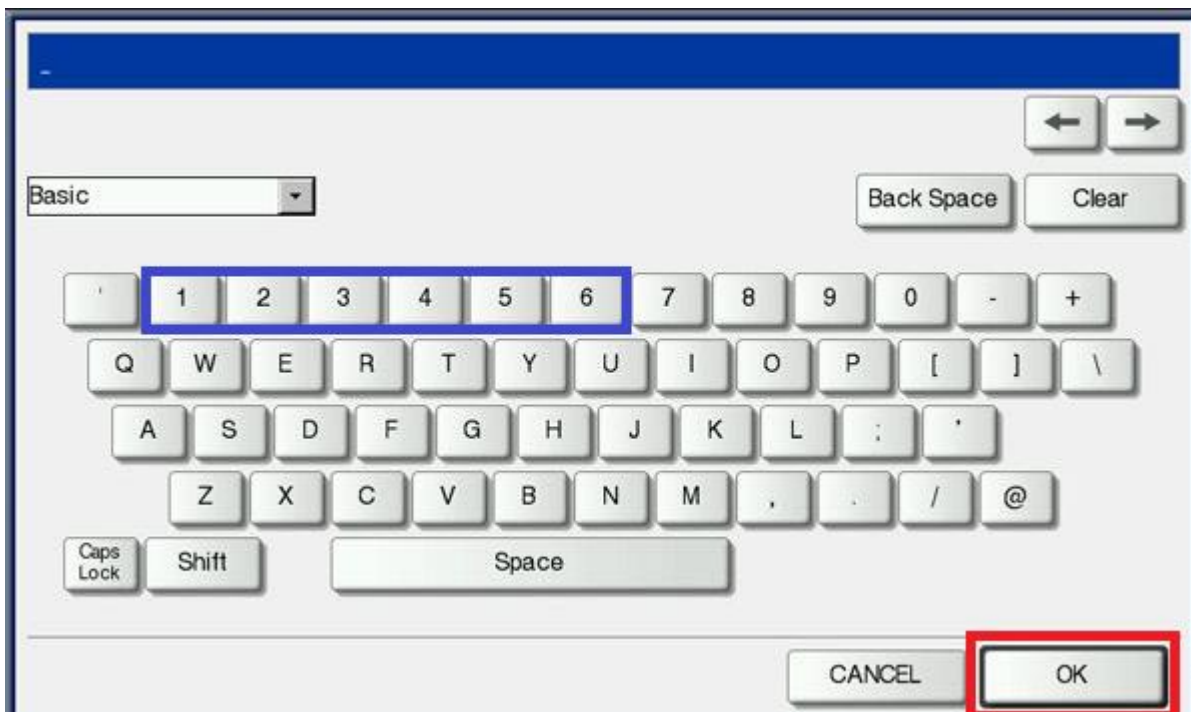 _
Basic
Back Space Clear
' 1 2 3 4 5 6 7 8 9 0 - +
Q W E R T Y U I O P [ ] \
A S D F G H J K L ; '
Z X C V B N M , . / @
Caps Lock Shift Space
CANCEL OK